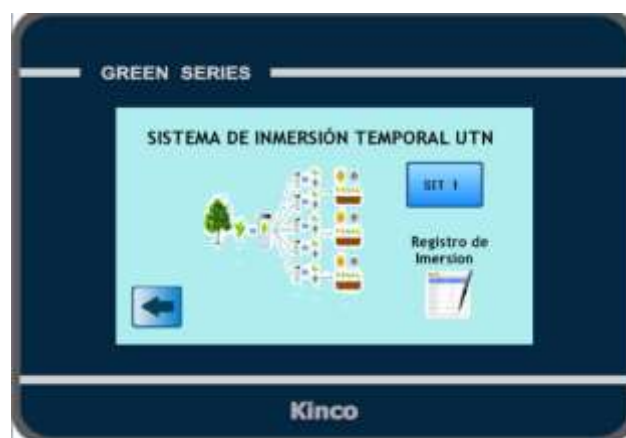 GREEN SERIES
SISTEMA DE INMERSIÓN TEMPORAL UTN
SIT 1
Registro de
Imersion
Kinco